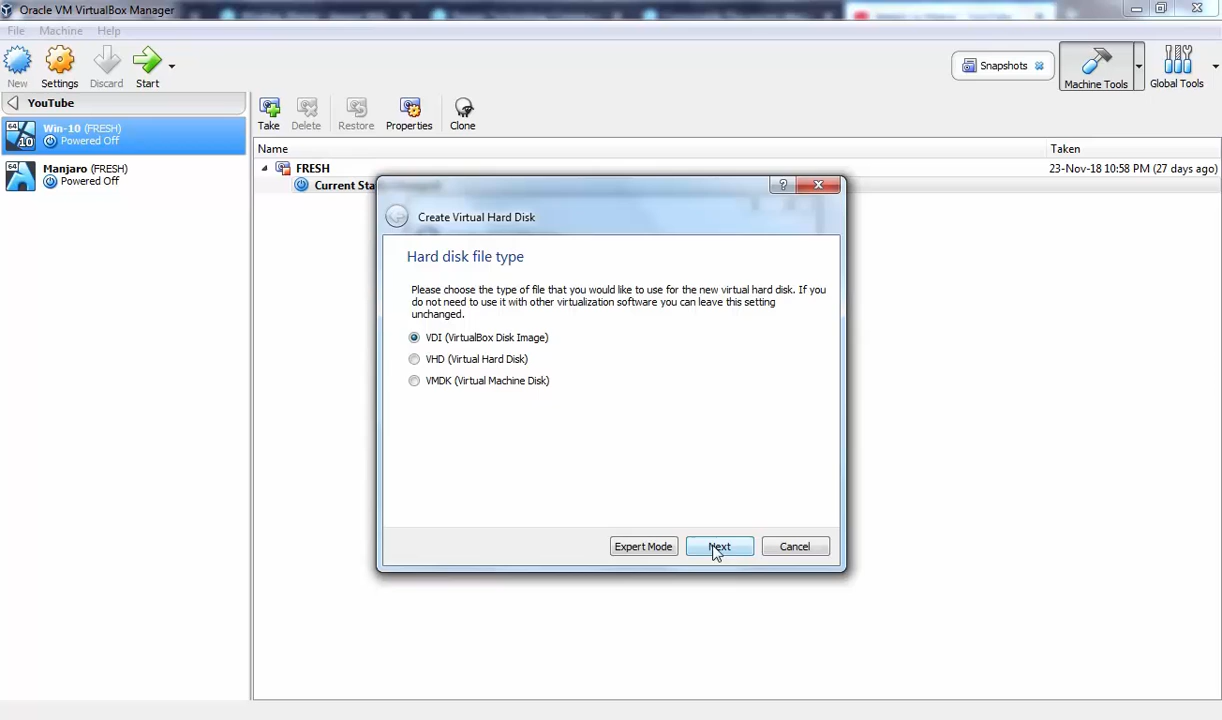 Oracle VM VirtualBox Manager
File Machine Help
New Settings Discard Start
Snapshots
Machine Tools
Global Tools
YouTube
64
10
Win-10 (FRESH)
Powered Off
64
Manjaro (FRESH)
Powered Off
Take Delete Restore Properties Clone
Name Taken
FRESH 23-Nov-18 10:58 PM (27 days ago)
Current Sta
?
Create Virtual Hard Disk
Hard disk file type
Please choose the type of file that you would like to use for the new virtual hard disk. If you
do not need to use it with other virtualization software you can leave this setting
unchanged.
VDI (VirtualBox Disk Image)
VHD (Virtual Hard Disk)
VMDK (Virtual Machine Disk)
Expert Mode Next Cancel